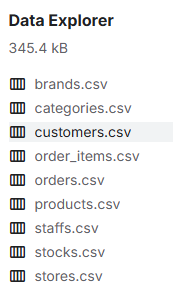 Data Explorer
345.4 kB
brands.csv
categories.csv
customers.csv
order_items.csv
orders.csv
products.csv
staffs.csv
stocks.csv
stores.csv